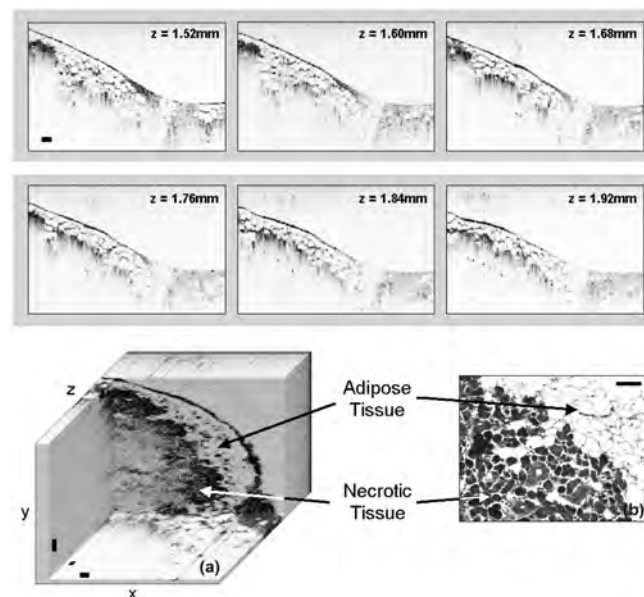 z = 1.52mm
z = 1.60mm
z = 1.68mm
z = 1.76mm
z = 1.84mm
z = 1.92mm
z
Adipose
Tissue
Necrotic
Tissue
y
(a)
(b)
x